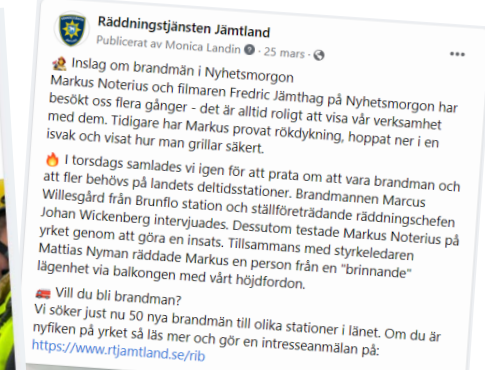 Räddningstjänsten Jämtland
Publicerat av Monica Landin · 25 mars ·
Inslag om brandmän i Nyhetsmorgon
Markus Noterius och filmaren Fredric Jämthag på Nyhetsmorgon har
besökt oss flera gånger - det är alltid roligt att visa vår verksamhet
med dem. Tidigare har Markus provat rökdykning, hoppat ner i en
isvak och visat hur man grillar säkert.
🔥 I torsdags samlades vi igen för att prata om att vara brandman och
att fler behövs på landets deltidsstationer. Brandmannen Marcus
Willesgård från Brunflo station och ställföreträdande räddningschefen
Johan Wickenberg intervjuades. Dessutom testade Markus Noterius på
yrket genom att göra en insats. Tillsammans med styrkeledaren
Mattias Nyman räddade Markus en person från en "brinnande"
lägenhet via balkongen med vårt höjdfordon.
🚒 Vill du bli brandman?
Vi söker just nu 50 nya brandmän till olika stationer i länet. Om du är
nyfiken på yrket så läs mer och gör en intresseanmälan på:
https://www.rtjamtland.se/rib